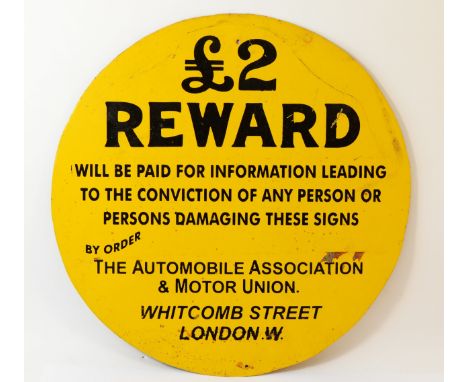 £2
REWARD
WILL BE PAID FOR INFORMATION LEADING
TO THE CONVICTION OF ANY PERSON OR
PERSONS DAMAGING THESE SIGNS
BY ORDER
THE AUTOMOBILE ASSOCIATION
& MOTOR UNION.
WHITCOMB STREET
LONDON.W.